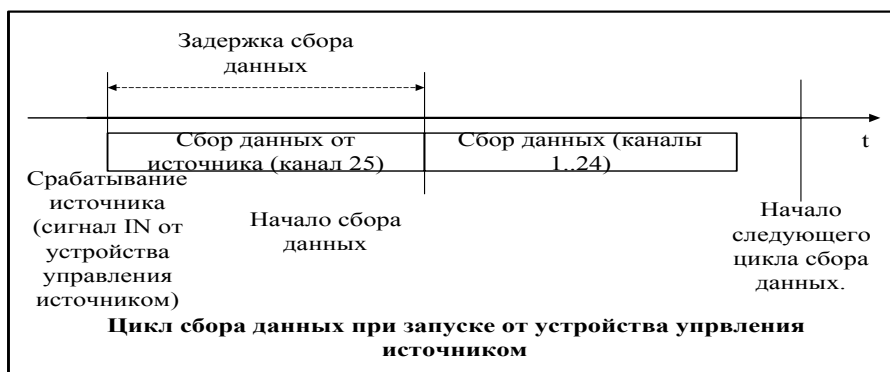 Задержка сбора
данных
t
Сбор данных от
источника (канал 25)
Сбор данных (каналы
1..24)
Срабатывание
источника
(сигнал IN от
устройства
управления
источником)
Начало сбора
данных
Начало
следующего
цикла сбора
данных.
Цикл сбора данных при запуске от устройства упрвления
источником